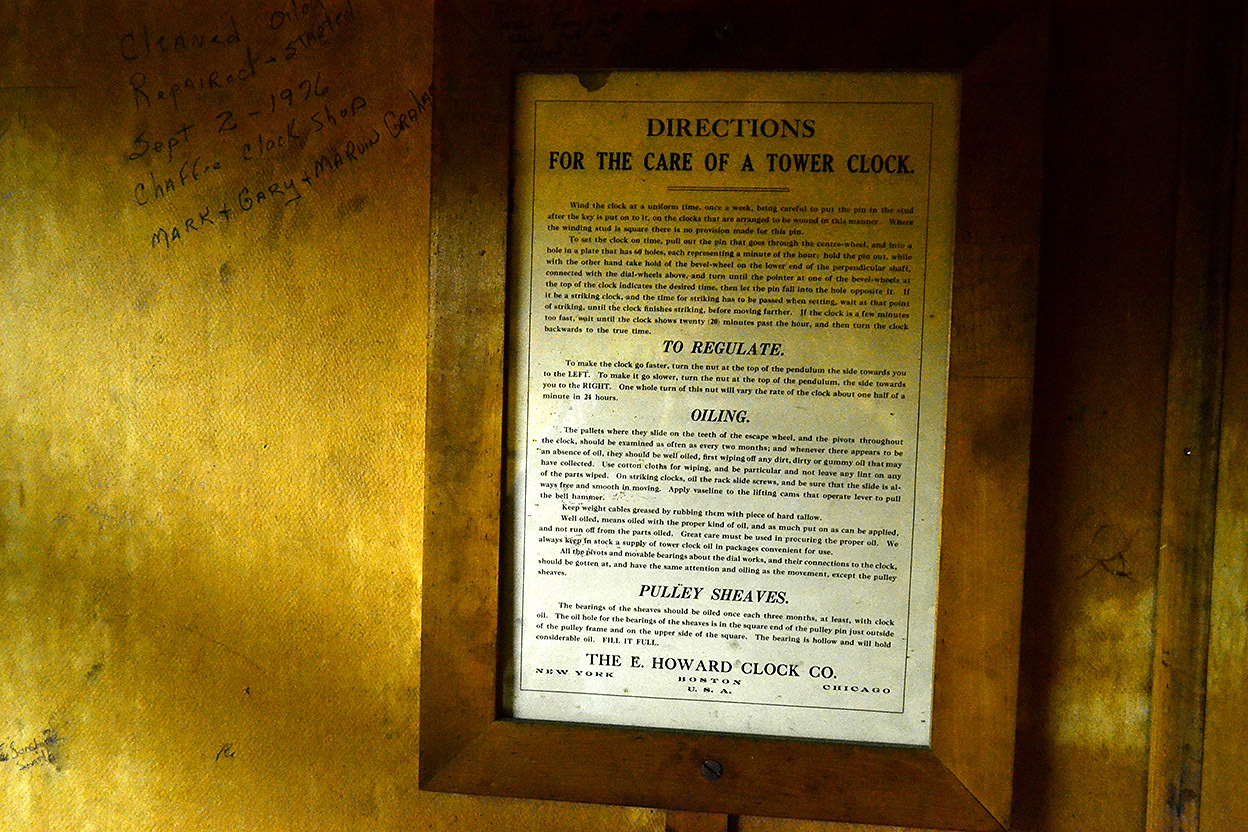 Cleaned Oiled
Repaired + started
Sept 2 - 1976
Chaffee Clock Shop
MARK + GARY + MARVIN GRAHAM
DIRECTIONS
FOR THE CARE OF A TOWER CLOCK.
Wind the clock at a uniform time, once a week, being careful to put the pin in the stud
after the key is put on to it, on the clocks that are arranged to be wound in this manner. Where
the winding stud is square there is no provision made for this pin.
To set the clock on time, pull out the pin that goes through the centre-wheel, and into a
hole in a plate that has 60 holes, each representing a minute of the hour; hold the pin out, while
with the other hand take hold of the bevel-wheel on the lower end of the perpendicular shaft,
connected with the dial-wheels above, and turn until the pointer at one of the bevel-wheels at
the top of the clock indicates the desired time, then let the pin fall into the hole opposite it. If
it be a striking clock, and the time for striking has to be passed when setting, wait at that point
of striking, until the clock finishes striking, before moving farther. If the clock is a few minutes
too fast, wait until the clock shows twenty (20) minutes past the hour, and then turn the clock
backwards to the true time.
TO REGULATE.
To make the clock go faster, turn the nut at the top of the pendulum the side towards you
to the LEFT. To make it go slower, turn the nut at the top of the pendulum, the side towards
you to the RIGHT. One whole turn of this nut will vary the rate of the clock about one half of a
minute in 24 hours.
OILING.
The pallets where they slide on the teeth of the escape wheel, and the pivots throughout
the clock, should be examined as often as every two months; and whenever there appears to be
an absence of oil, they should be well oiled, first wiping off any dirt, dirty or gummy oil that may
have collected. Use cotton cloths for wiping, and be particular and not leave any lint on any
of the parts wiped. On striking clocks, oil the rack slide screws, and be sure that the slide is al-
ways free and smooth in moving. Apply vaseline to the lifting cams that operate lever to pull
the bell hammer.
Keep weight cables greased by rubbing them with piece of hard tallow.
Well oiled, means oiled with the proper kind of oil, and as much put on as can be applied,
and not run off from the parts oiled. Great care must be used in procuring the proper oil. We
always keep in stock a supply of tower clock oil in packages convenient for use.
All the pivots and movable bearings about the dial works, and their connections to the clock,
should be gotten at, and have the same attention and oiling as the movement, except the pulley
sheaves.
PULLEY SHEAVES.
The bearings of the sheaves should be oiled once each three months, at least, with clock
oil. The oil hole for the bearings of the sheaves is in the square end of the pulley pin just outside
of the pulley frame and on the upper side of the square. The bearing is hollow and will hold
considerable oil. FILL IT FULL.
THE E. HOWARD CLOCK CO.
NEW YORK BOSTON CHICAGO
U. S. A.